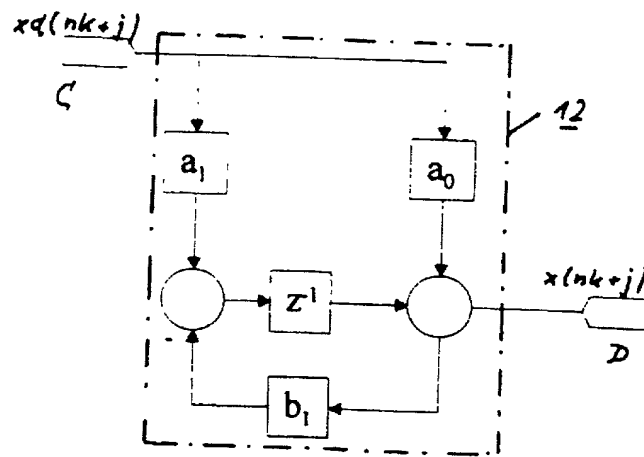 xd(nk+j)
C
12
a₁
a₀
x(nk+j)
z⁻¹
D
b₁